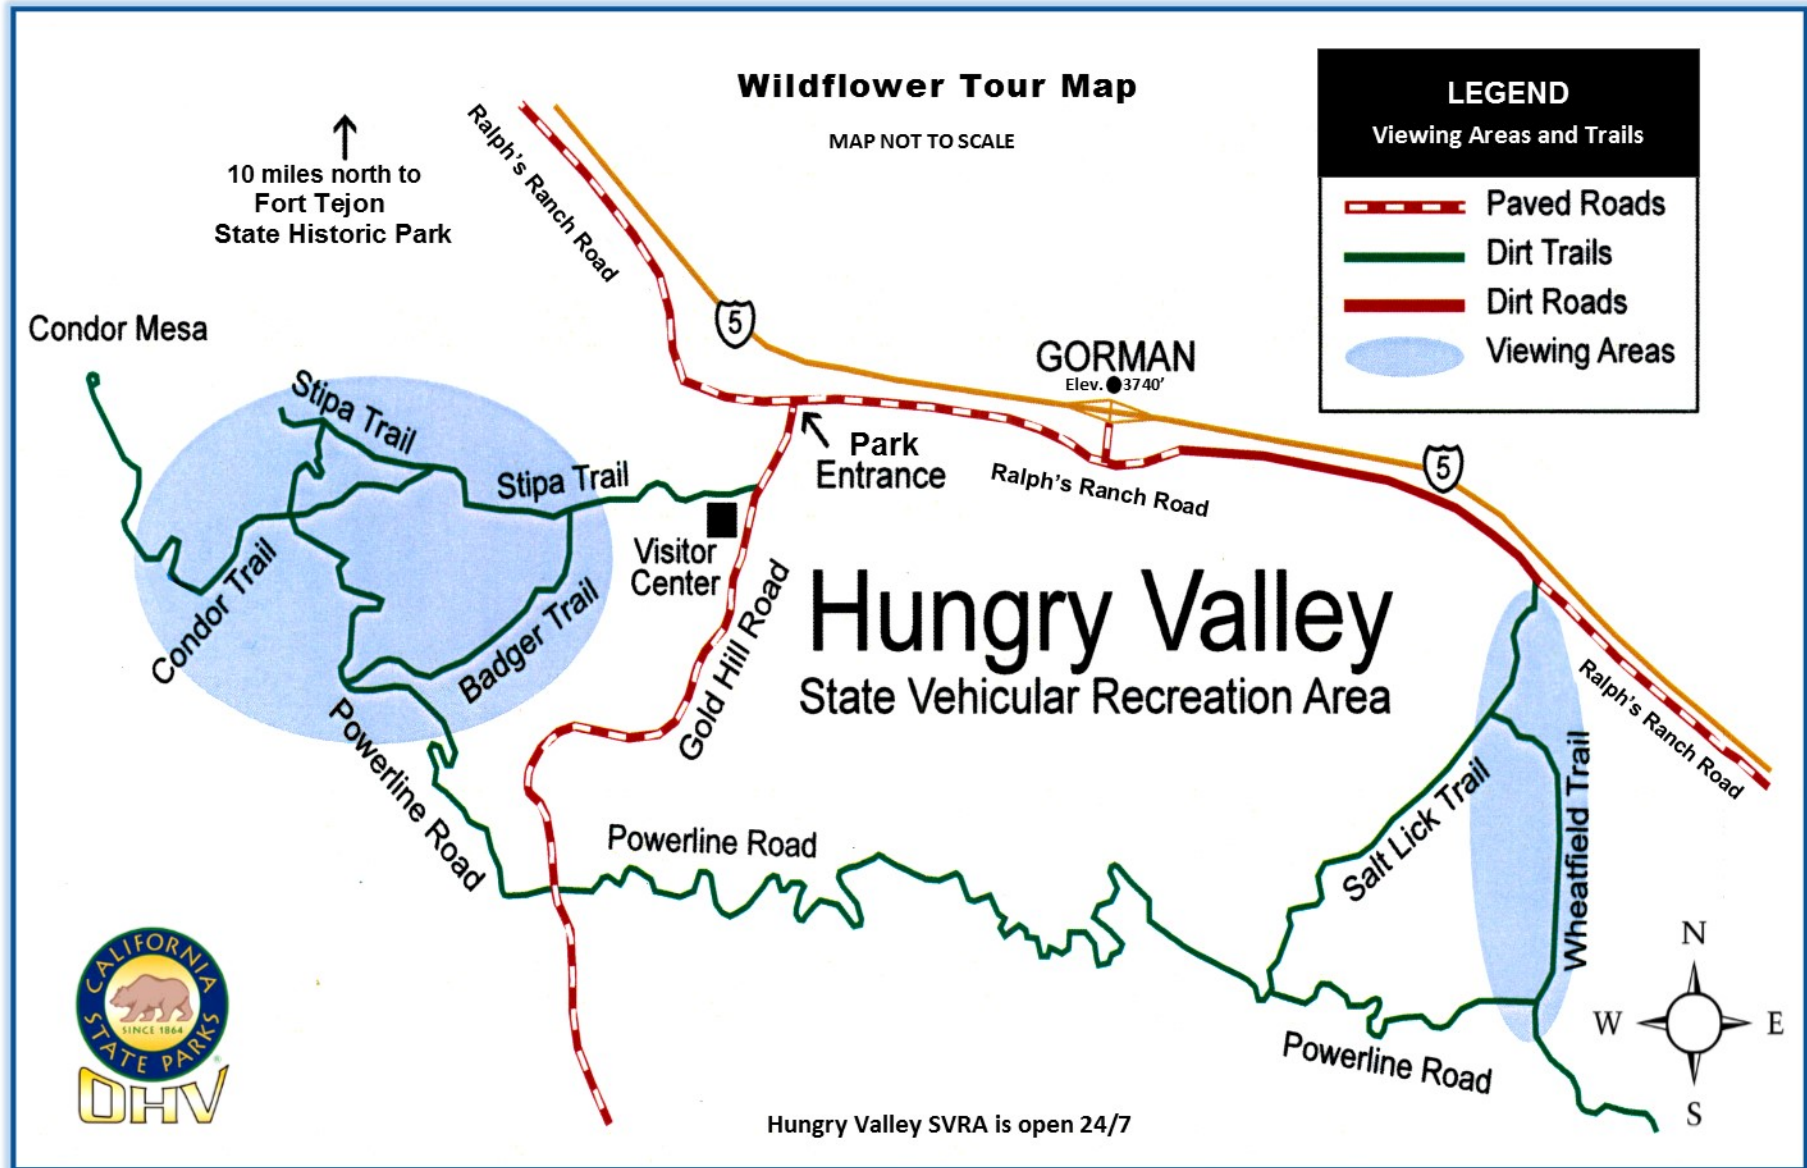 Wildflower Tour Map
MAP NOT TO SCALE
LEGEND
Viewing Areas and Trails
Paved Roads
Dirt Trails
Dirt Roads
Viewing Areas
10 miles north to
Fort Tejon
State Historic Park
Ralph's Ranch Road
5
GORMAN
Elev. 3740'
Condor Mesa
Stipa Trail
Stipa Trail
Park
Entrance
Ralph's Ranch Road
5
Visitor
Center
Condor Trail
Badger Trail
Gold Hill Road
Hungry Valley
State Vehicular Recreation Area
Ralph's Ranch Road
Powerline Road
Powerline Road
Salt Lick Trail
Wheatfield Trail
Powerline Road
N
W
E
S
CALIFORNIA
SINCE 1864
STATE PARKS
®
OHV
Hungry Valley SVRA is open 24/7